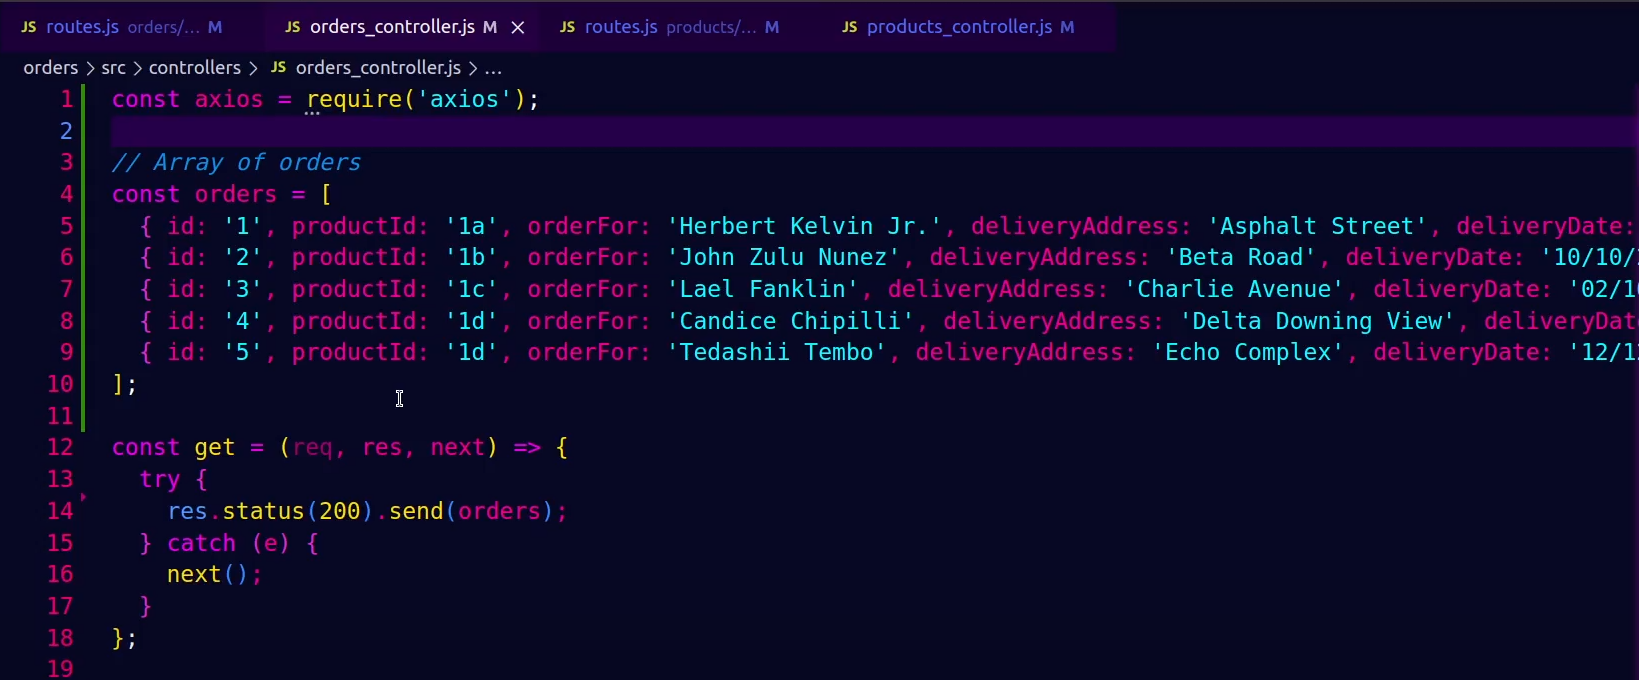 JS routes.js orders/... M JS orders_controller.js M JS routes.js products/... M JS products_controller.js M
orders > src > controllers > JS orders_controller.js > ...
1 const axios = require('axios');
2
3 // Array of orders
4 const orders = [
5 { id: '1', productId: '1a', orderFor: 'Herbert Kelvin Jr.', deliveryAddress: 'Asphalt Street', deliveryDate:
6 { id: '2', productId: '1b', orderFor: 'John Zulu Nunez', deliveryAddress: 'Beta Road', deliveryDate: '10/10/
7 { id: '3', productId: '1c', orderFor: 'Lael Fanklin', deliveryAddress: 'Charlie Avenue', deliveryDate: '02/1
8 { id: '4', productId: '1d', orderFor: 'Candice Chipilli', deliveryAddress: 'Delta Downing View', deliveryDat
9 { id: '5', productId: '1d', orderFor: 'Tedashii Tembo', deliveryAddress: 'Echo Complex', deliveryDate: '12/1
10 ];
11
12 const get = (req, res, next) => {
13 try {
14 res.status(200).send(orders);
15 } catch (e) {
16 next();
17 }
18 };
19